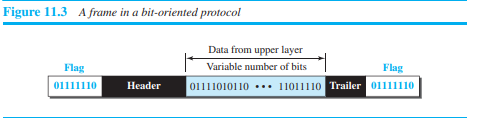 Figure 11.3 A frame in a bit-oriented protocol
Data from upper layer
Flag Variable number of bits Flag
01111110 Header 01111010110 ••• 11011110 Trailer 01111110